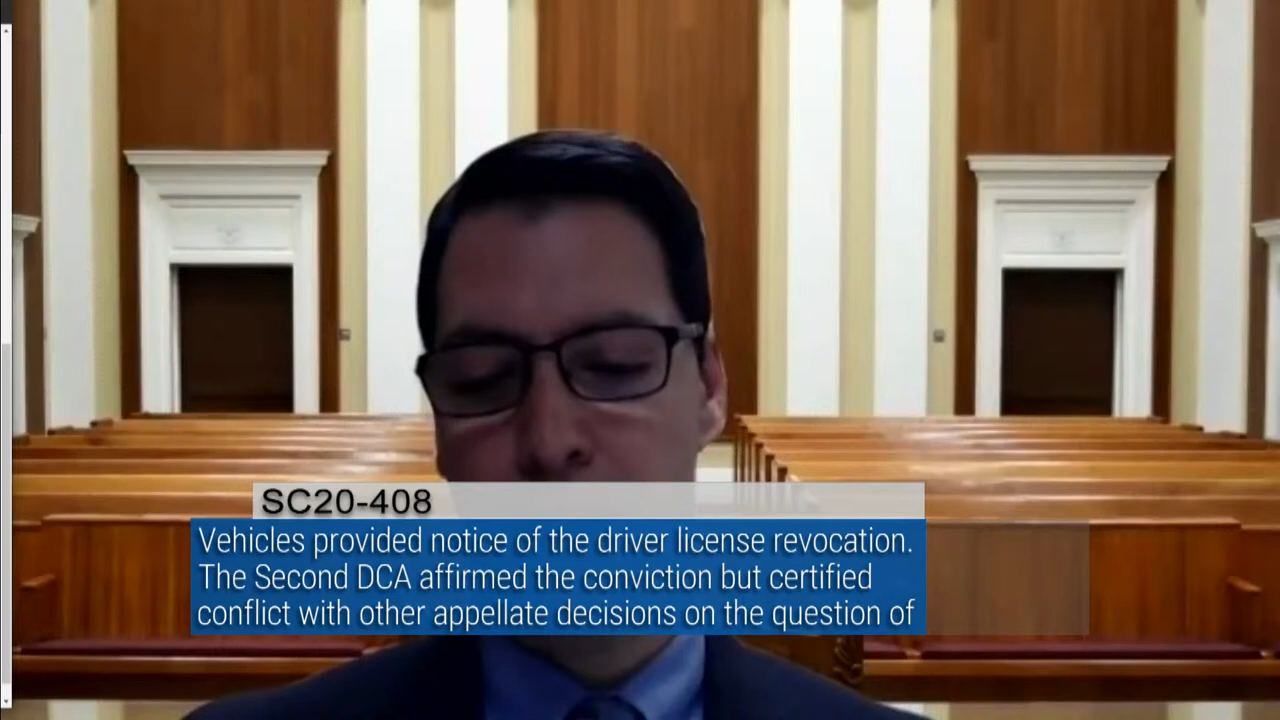 SC20-408
Vehicles provided notice of the driver license revocation.
The Second DCA affirmed the conviction but certified
conflict with other appellate decisions on the question of